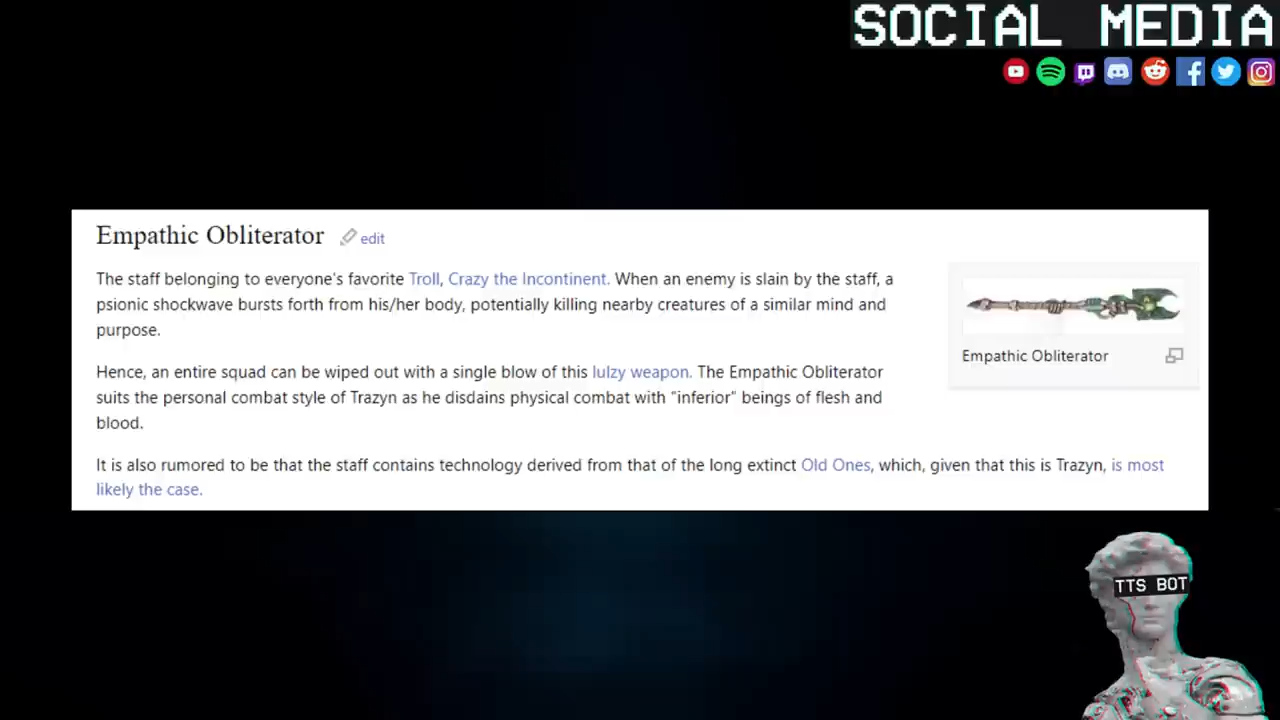 SOCIAL MEDIA
Empathic Obliterator edit
The staff belonging to everyone's favorite Troll, Crazy the Incontinent. When an enemy is slain by the staff, a
psionic shockwave bursts forth from his/her body, potentially killing nearby creatures of a similar mind and
purpose.
Empathic Obliterator
Hence, an entire squad can be wiped out with a single blow of this lulzy weapon. The Empathic Obliterator
suits the personal combat style of Trazyn as he disdains physical combat with “inferior” beings of flesh and
blood.
It is also rumored to be that the staff contains technology derived from that of the long extinct Old Ones, which, given that this is Trazyn, is most
likely the case.
TTS BOT